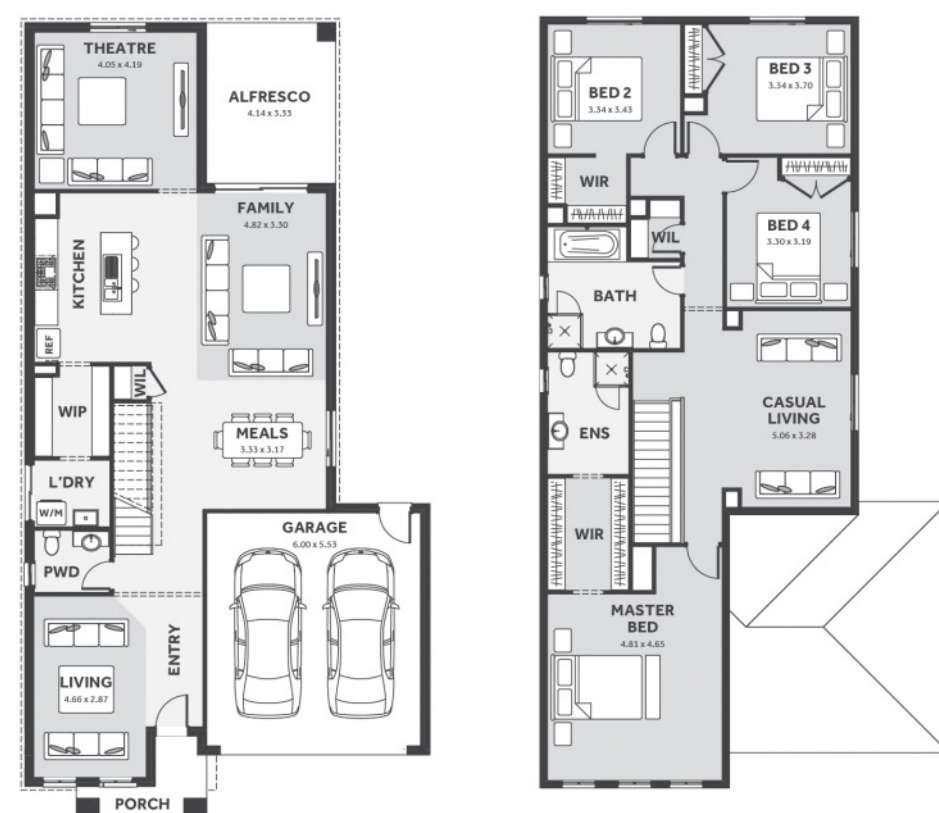 THEATRE
4.05 x 4.19
ALFRESCO
4.14 x 3.33
FAMILY
4.82 x 3.30
KITCHEN
REF
WIL
WIP
MEALS
3.33 x 3.17
L'DRY
W/M
PWD
GARAGE
6.00 x 5.53
ENTRY
LIVING
4.66 x 2.87
PORCH
BED 2
3.34 x 3.43
BED 3
3.34 x 3.70
WIR
WIL
BED 4
3.30 x 3.19
BATH
CASUAL
LIVING
5.06 x 3.28
ENS
WIR
MASTER
BED
4.81 x 4.65